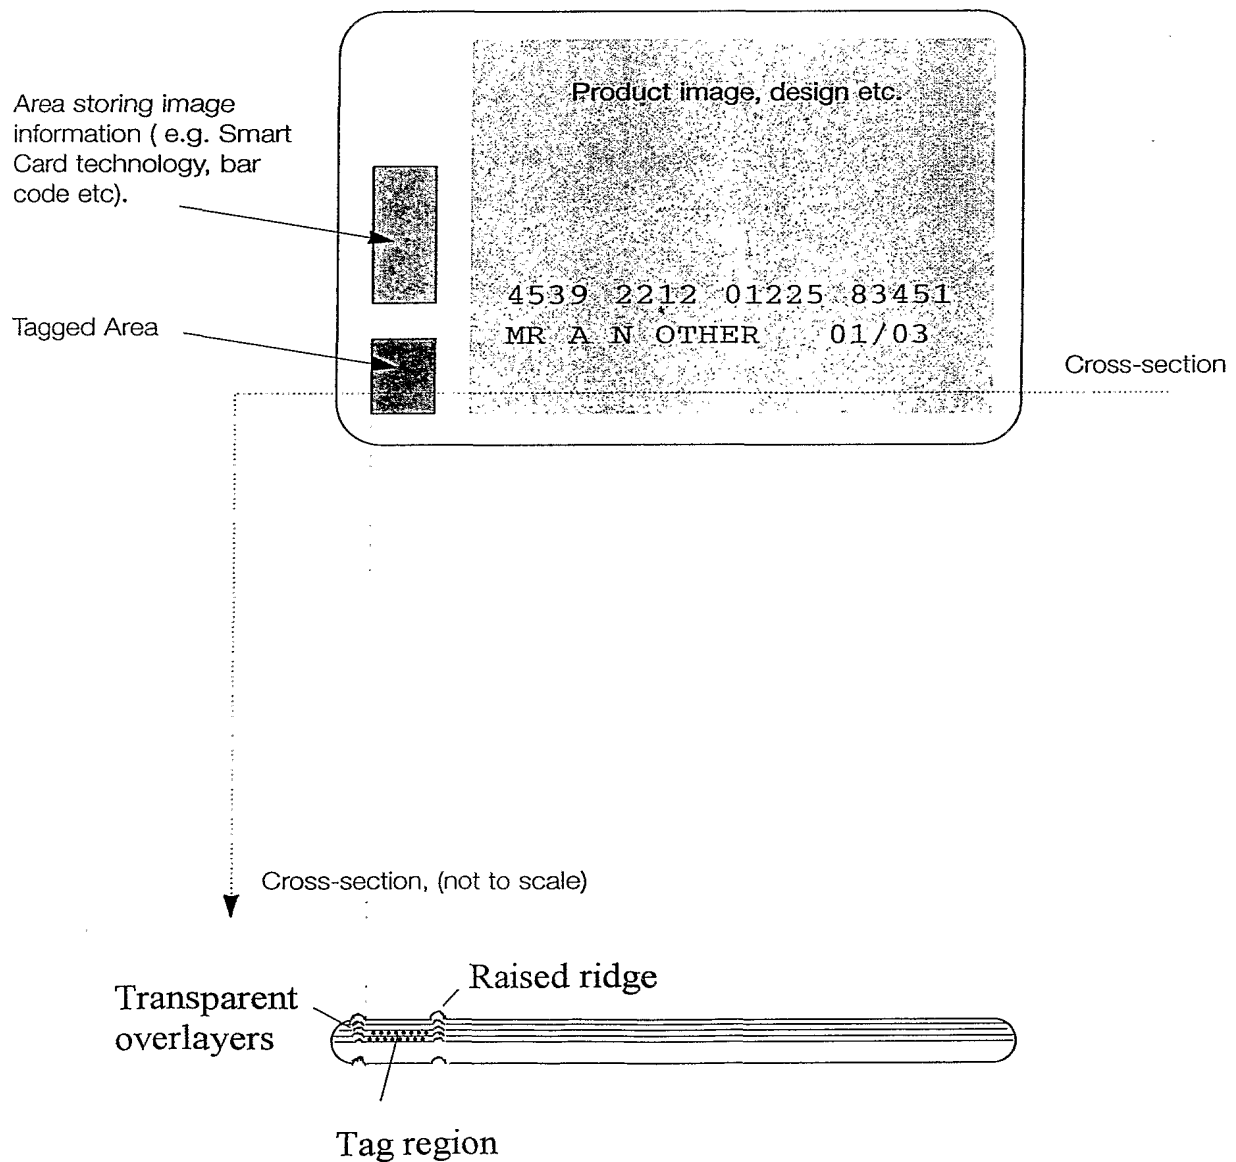 Product image, design etc.
Area storing image
information ( e.g. Smart
Card technology, bar
code etc).
4539 2212 01225 83451
Tagged Area
MR A N OTHER 01/03
Cross-section
Cross-section, (not to scale)
Raised ridge
Transparent
overlayers
Tag region